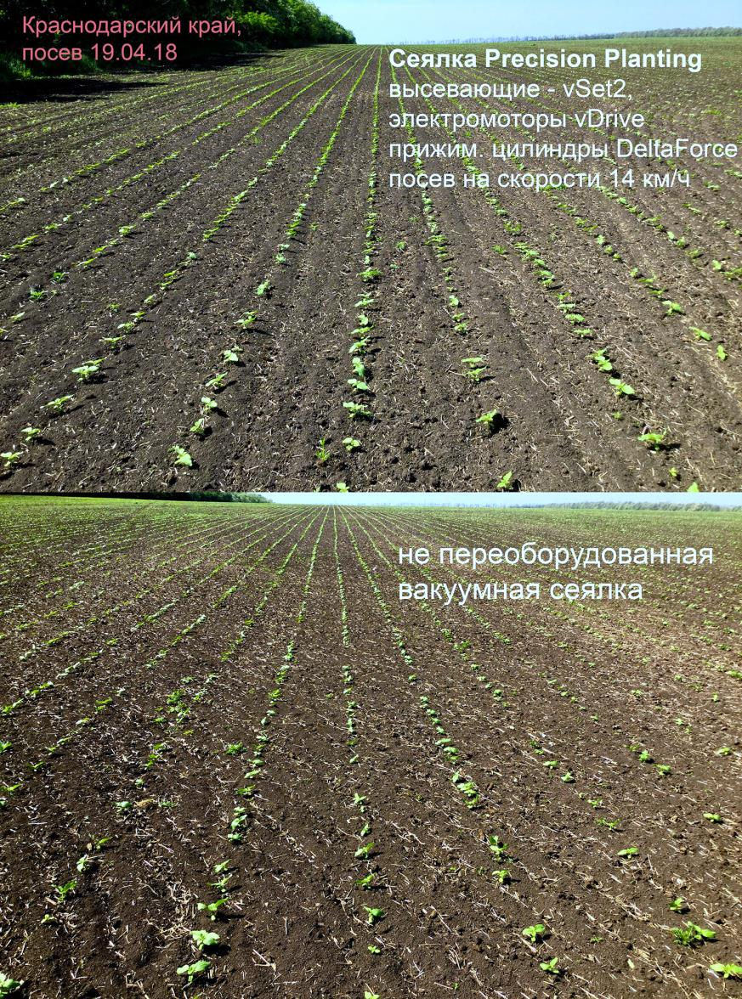 Краснодарский край,
посев 19.04.18
Сеялка Precision Planting
высевающие - vSet2,
электромоторы vDrive
прижим. цилиндры DeltaForce
посев на скорости 14 км/ч
не переоборудованная
вакуумная сеялка